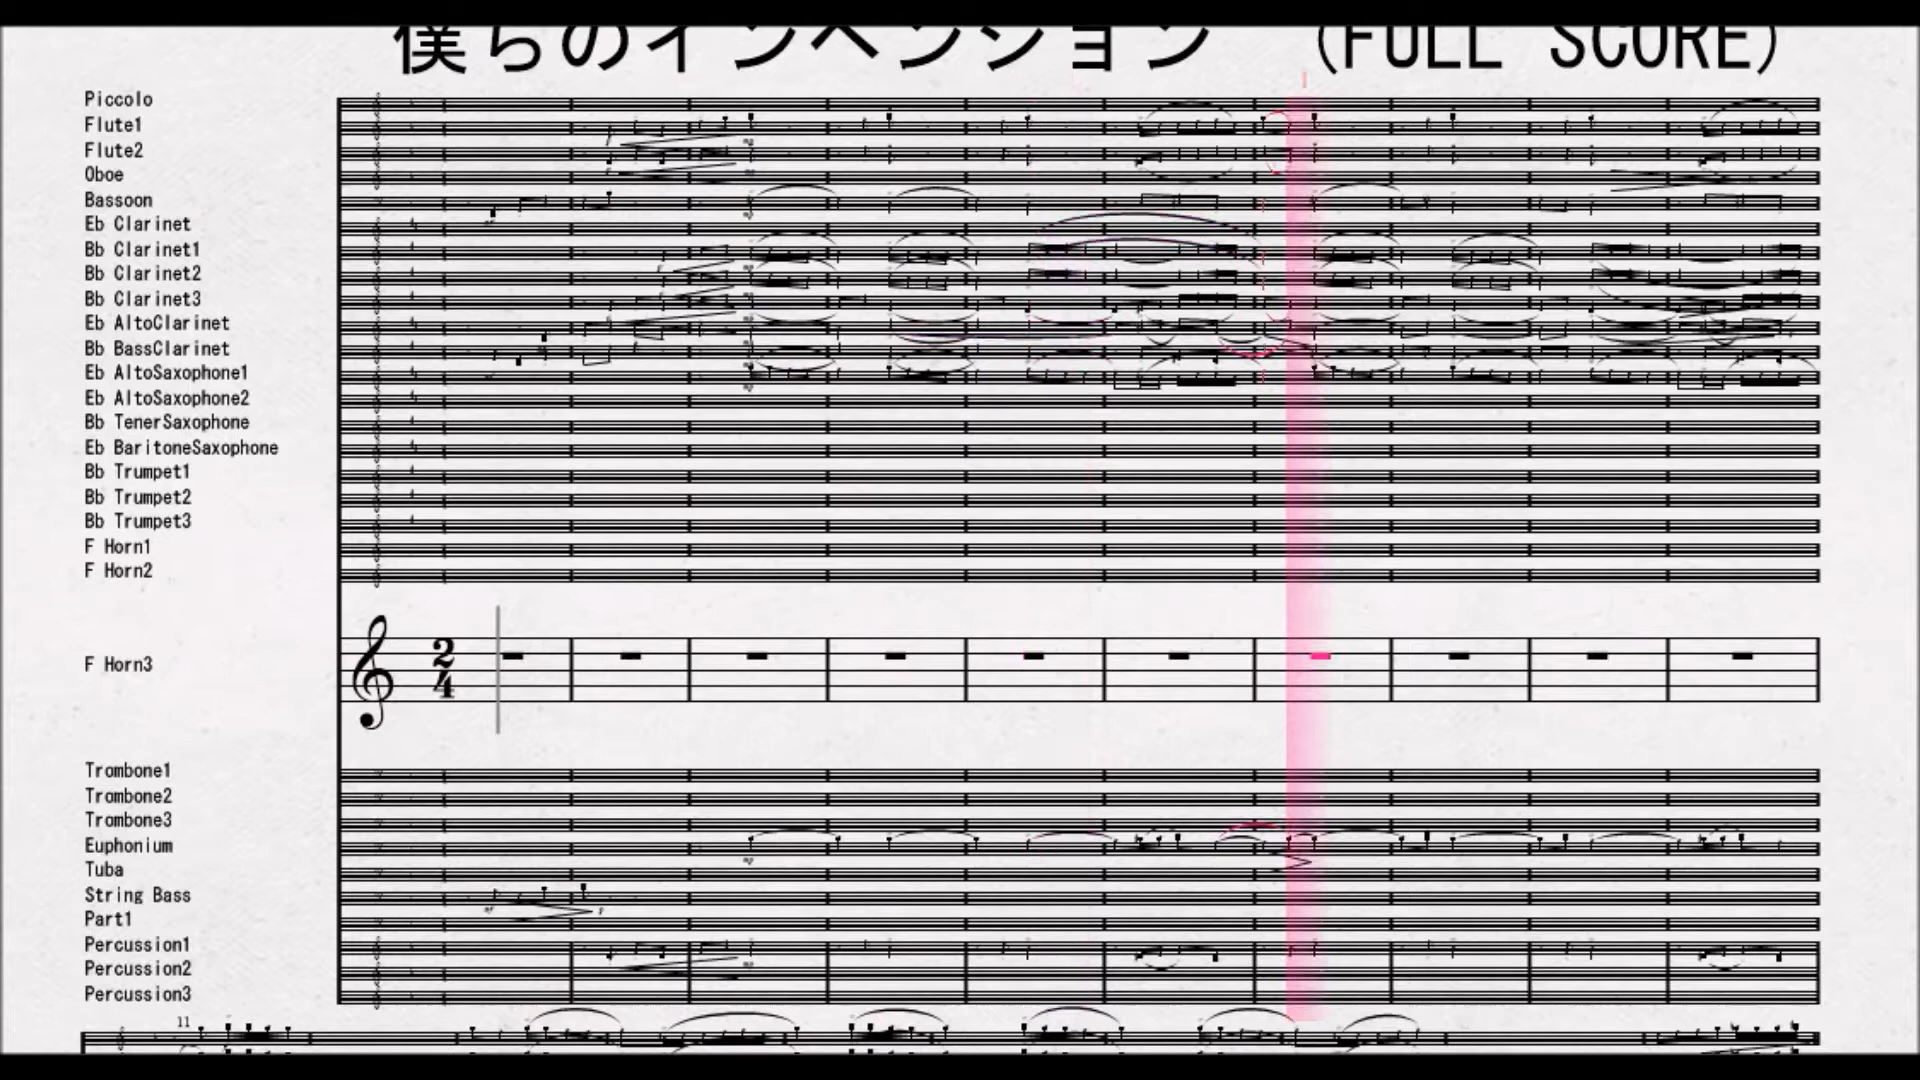 僕らのインベンション (FULL SCORE)
Piccolo
Flute1
Flute2
Oboe
Bassoon
Eb Clarinet
Bb Clarinet1
Bb Clarinet2
Bb Clarinet3
Eb AltoClarinet
Bb BassClarinet
Eb AltoSaxophone1
Eb AltoSaxophone2
Bb TenerSaxophone
Eb BaritoneSaxophone
Bb Trumpet1
Bb Trumpet2
Bb Trumpet3
F Horn1
F Horn2
F Horn3
2
4
Trombone1
Trombone2
Trombone3
Euphonium
Tuba
String Bass
Part1
Percussion1
Percussion2
Percussion3
11